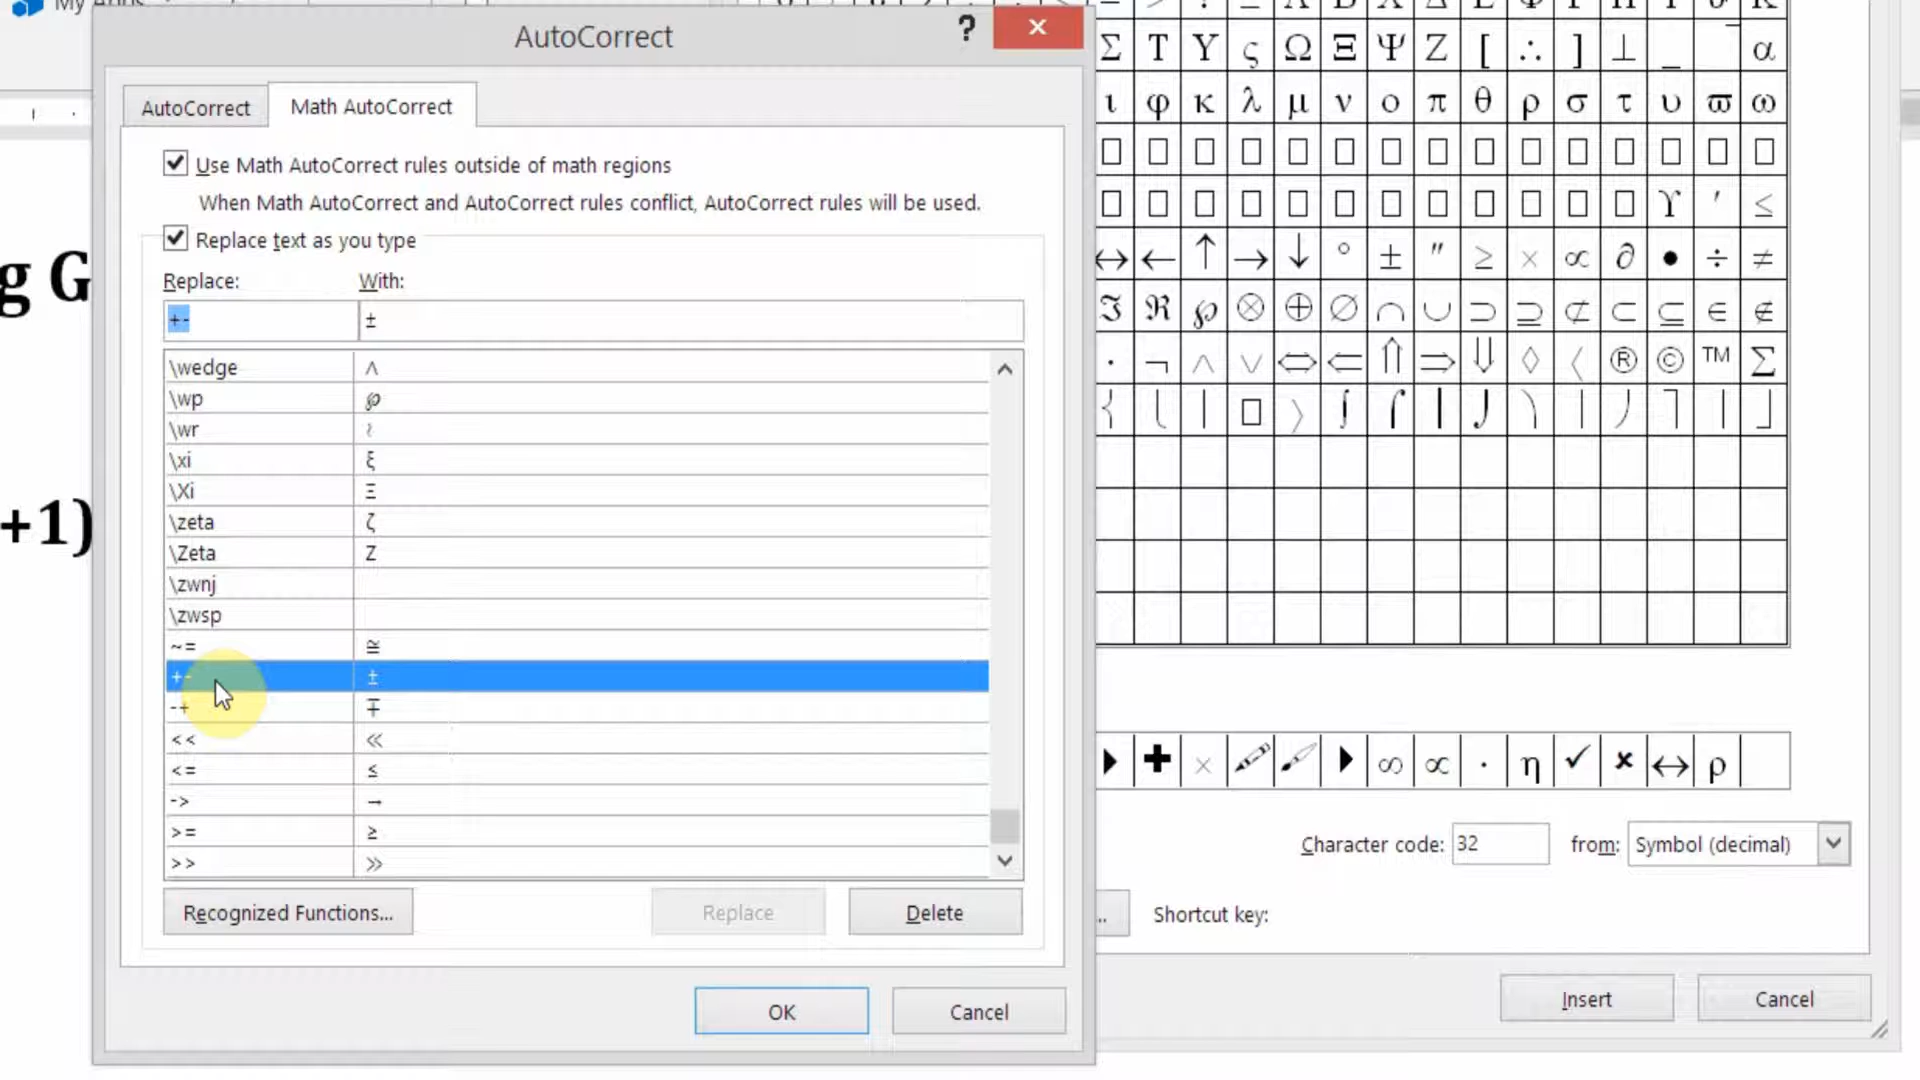 AutoCorrect ?
AutoCorrect Math AutoCorrect
Use Math AutoCorrect rules outside of math regions
When Math AutoCorrect and AutoCorrect rules conflict, AutoCorrect rules will be used.
Replace text as you type
Replace: With:
+- ±
\wedge ∧
\wp ℘
\wr ≀
\xi ξ
\Xi Ξ
\zeta ζ
\Zeta Ζ
\zwnj
\zwsp
~= ≅
+- ±
-+ ∓
<< ≪
<= ≤
-> →
>= ≥
>> ≫
Recognized Functions... Replace Delete
OK Cancel
g G
+1)
Σ Τ Υ ς Ω Ξ Ψ Ζ [ ∴ ] ⊥ _ ‾ α
ι φ κ λ μ ν ο π θ ρ σ τ υ ϖ ω
ϒ ′ ≤
↔ ← ↑ → ↓ ° ± ″ ≥ × ∝ ∂ • ÷ ≠
ℑ ℜ ℘ ⊗ ⊕ ∅ ∩ ∪ ⊃ ⊇ ⊄ ⊂ ⊆ ∈ ∉
⋅ ¬ ∧ ∨ ⇔ ⇐ ⇑ ⇒ ⇓ ◊ 〈 ® © ™ ∑
∞ ∝ · η ✓ ✘ ↔ ρ
Character code: 32 from: Symbol (decimal)
Shortcut key:
Insert Cancel